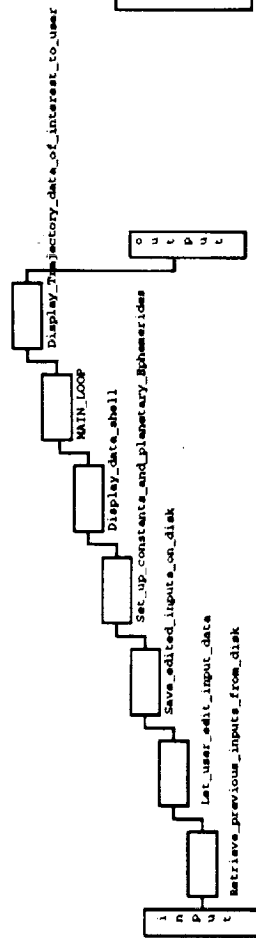 Display_Trajectory_data_of_interest_to_user
MAIN_LOOP
Display_data_shell
Set_up_constants_and_planetary_Ephemerides
Save_edited_inputs_on_disk
Let_user_edit_input_data
Retrieve_previous_inputs_from_disk
input
output